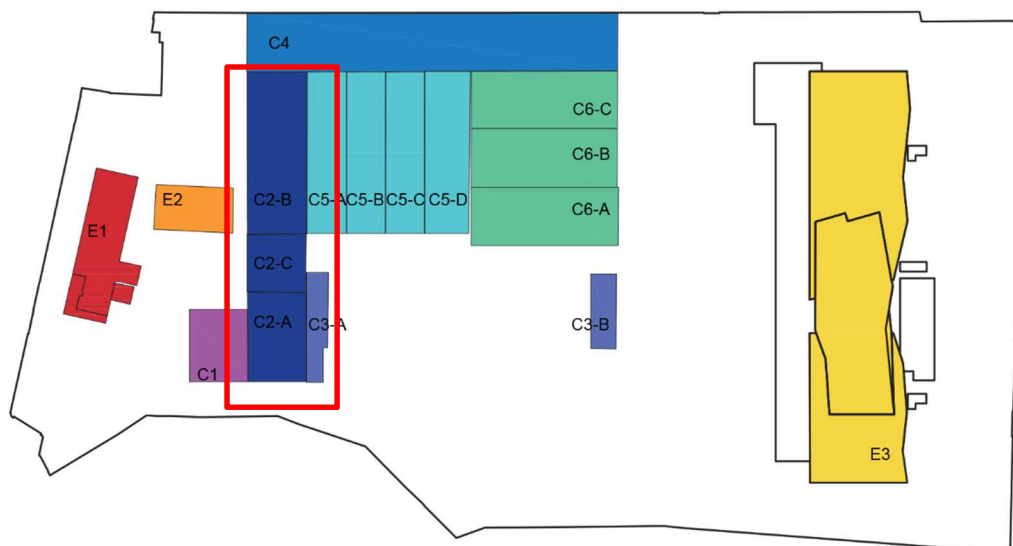 C4
C6-C
C6-B
E2
C2-B
C5-A
C5-B
C5-C
C5-D
C6-A
E1
C2-C
C2-A
C3-A
C3-B
C1
E3